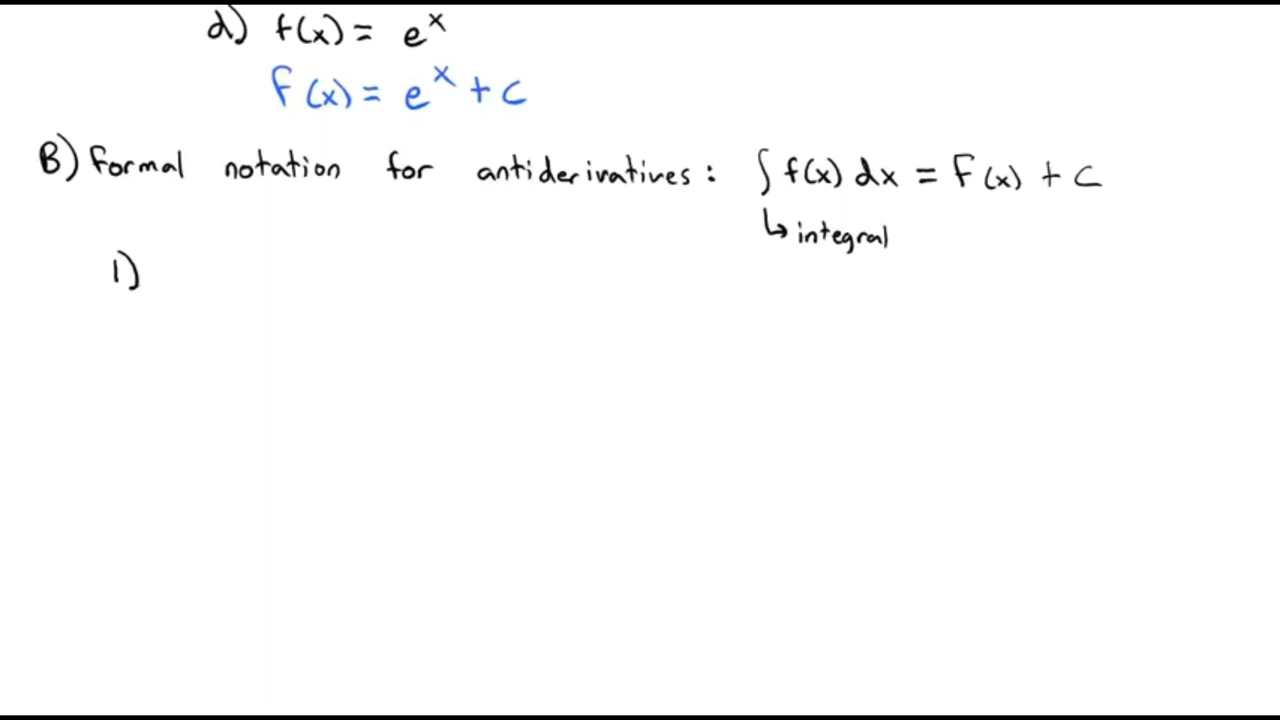 d) f(x) = e^x
F(x) = e^x + c
B) Formal notation for antiderivatives: ∫ f(x) dx = F(x) + c
↳ integral
1)